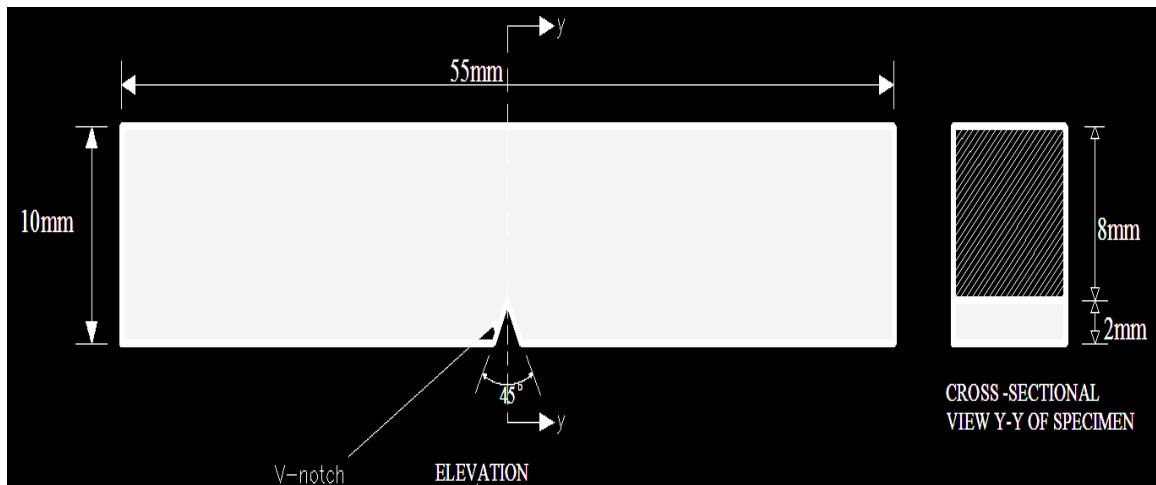 y
55mm
10mm
8mm
2mm
45°
CROSS -SECTIONAL
VIEW Y-Y OF SPECIMEN
y
V-notch
ELEVATION